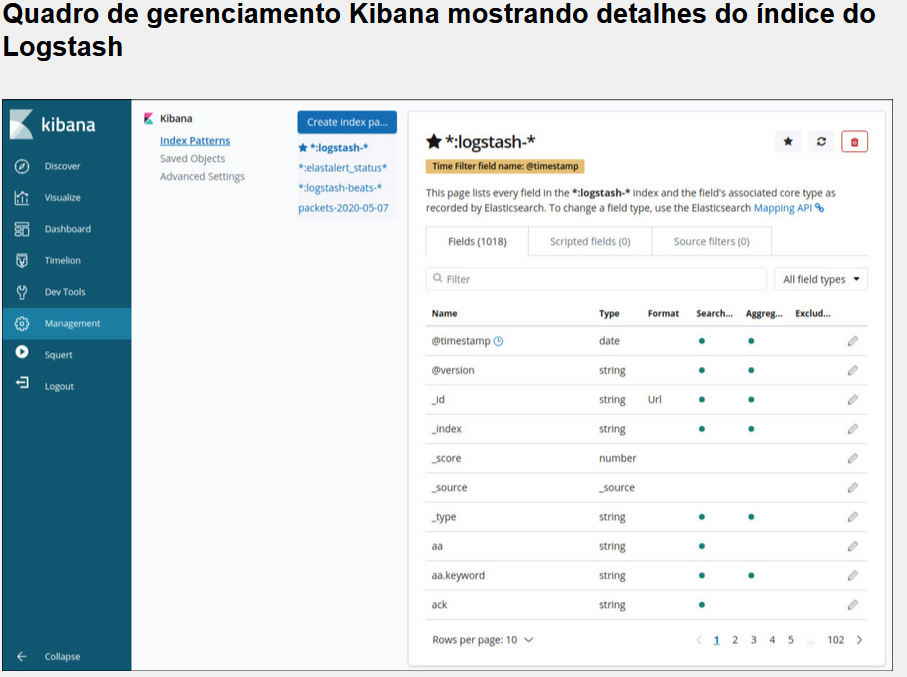 Quadro de gerenciamento Kibana mostrando detalhes do índice do
Logstash
kibana
Discover
Visualize
Dashboard
Timelion
Dev Tools
Management
Squert
Logout
Collapse
Kibana
Index Patterns
Saved Objects
Advanced Settings
Create index pa...
*:logstash-*
*:elastalert_status*
*:logstash-beats-*
packets-2020-05-07
*:logstash-*
Time Filter field name: @timestamp
This page lists every field in the *:logstash-* index and the field's associated core type as
recorded by Elasticsearch. To change a field type, use the Elasticsearch Mapping API
Fields (1018) Scripted fields (0) Source filters (0)
Filter All field types
Name Type Format Search... Aggreg... Exclud...
@timestamp date
@version string
_id string Url
_index string
_score number
_source _source
_type string
aa string
aa.keyword string
ack string
Rows per page: 10 1 2 3 4 5 ... 102